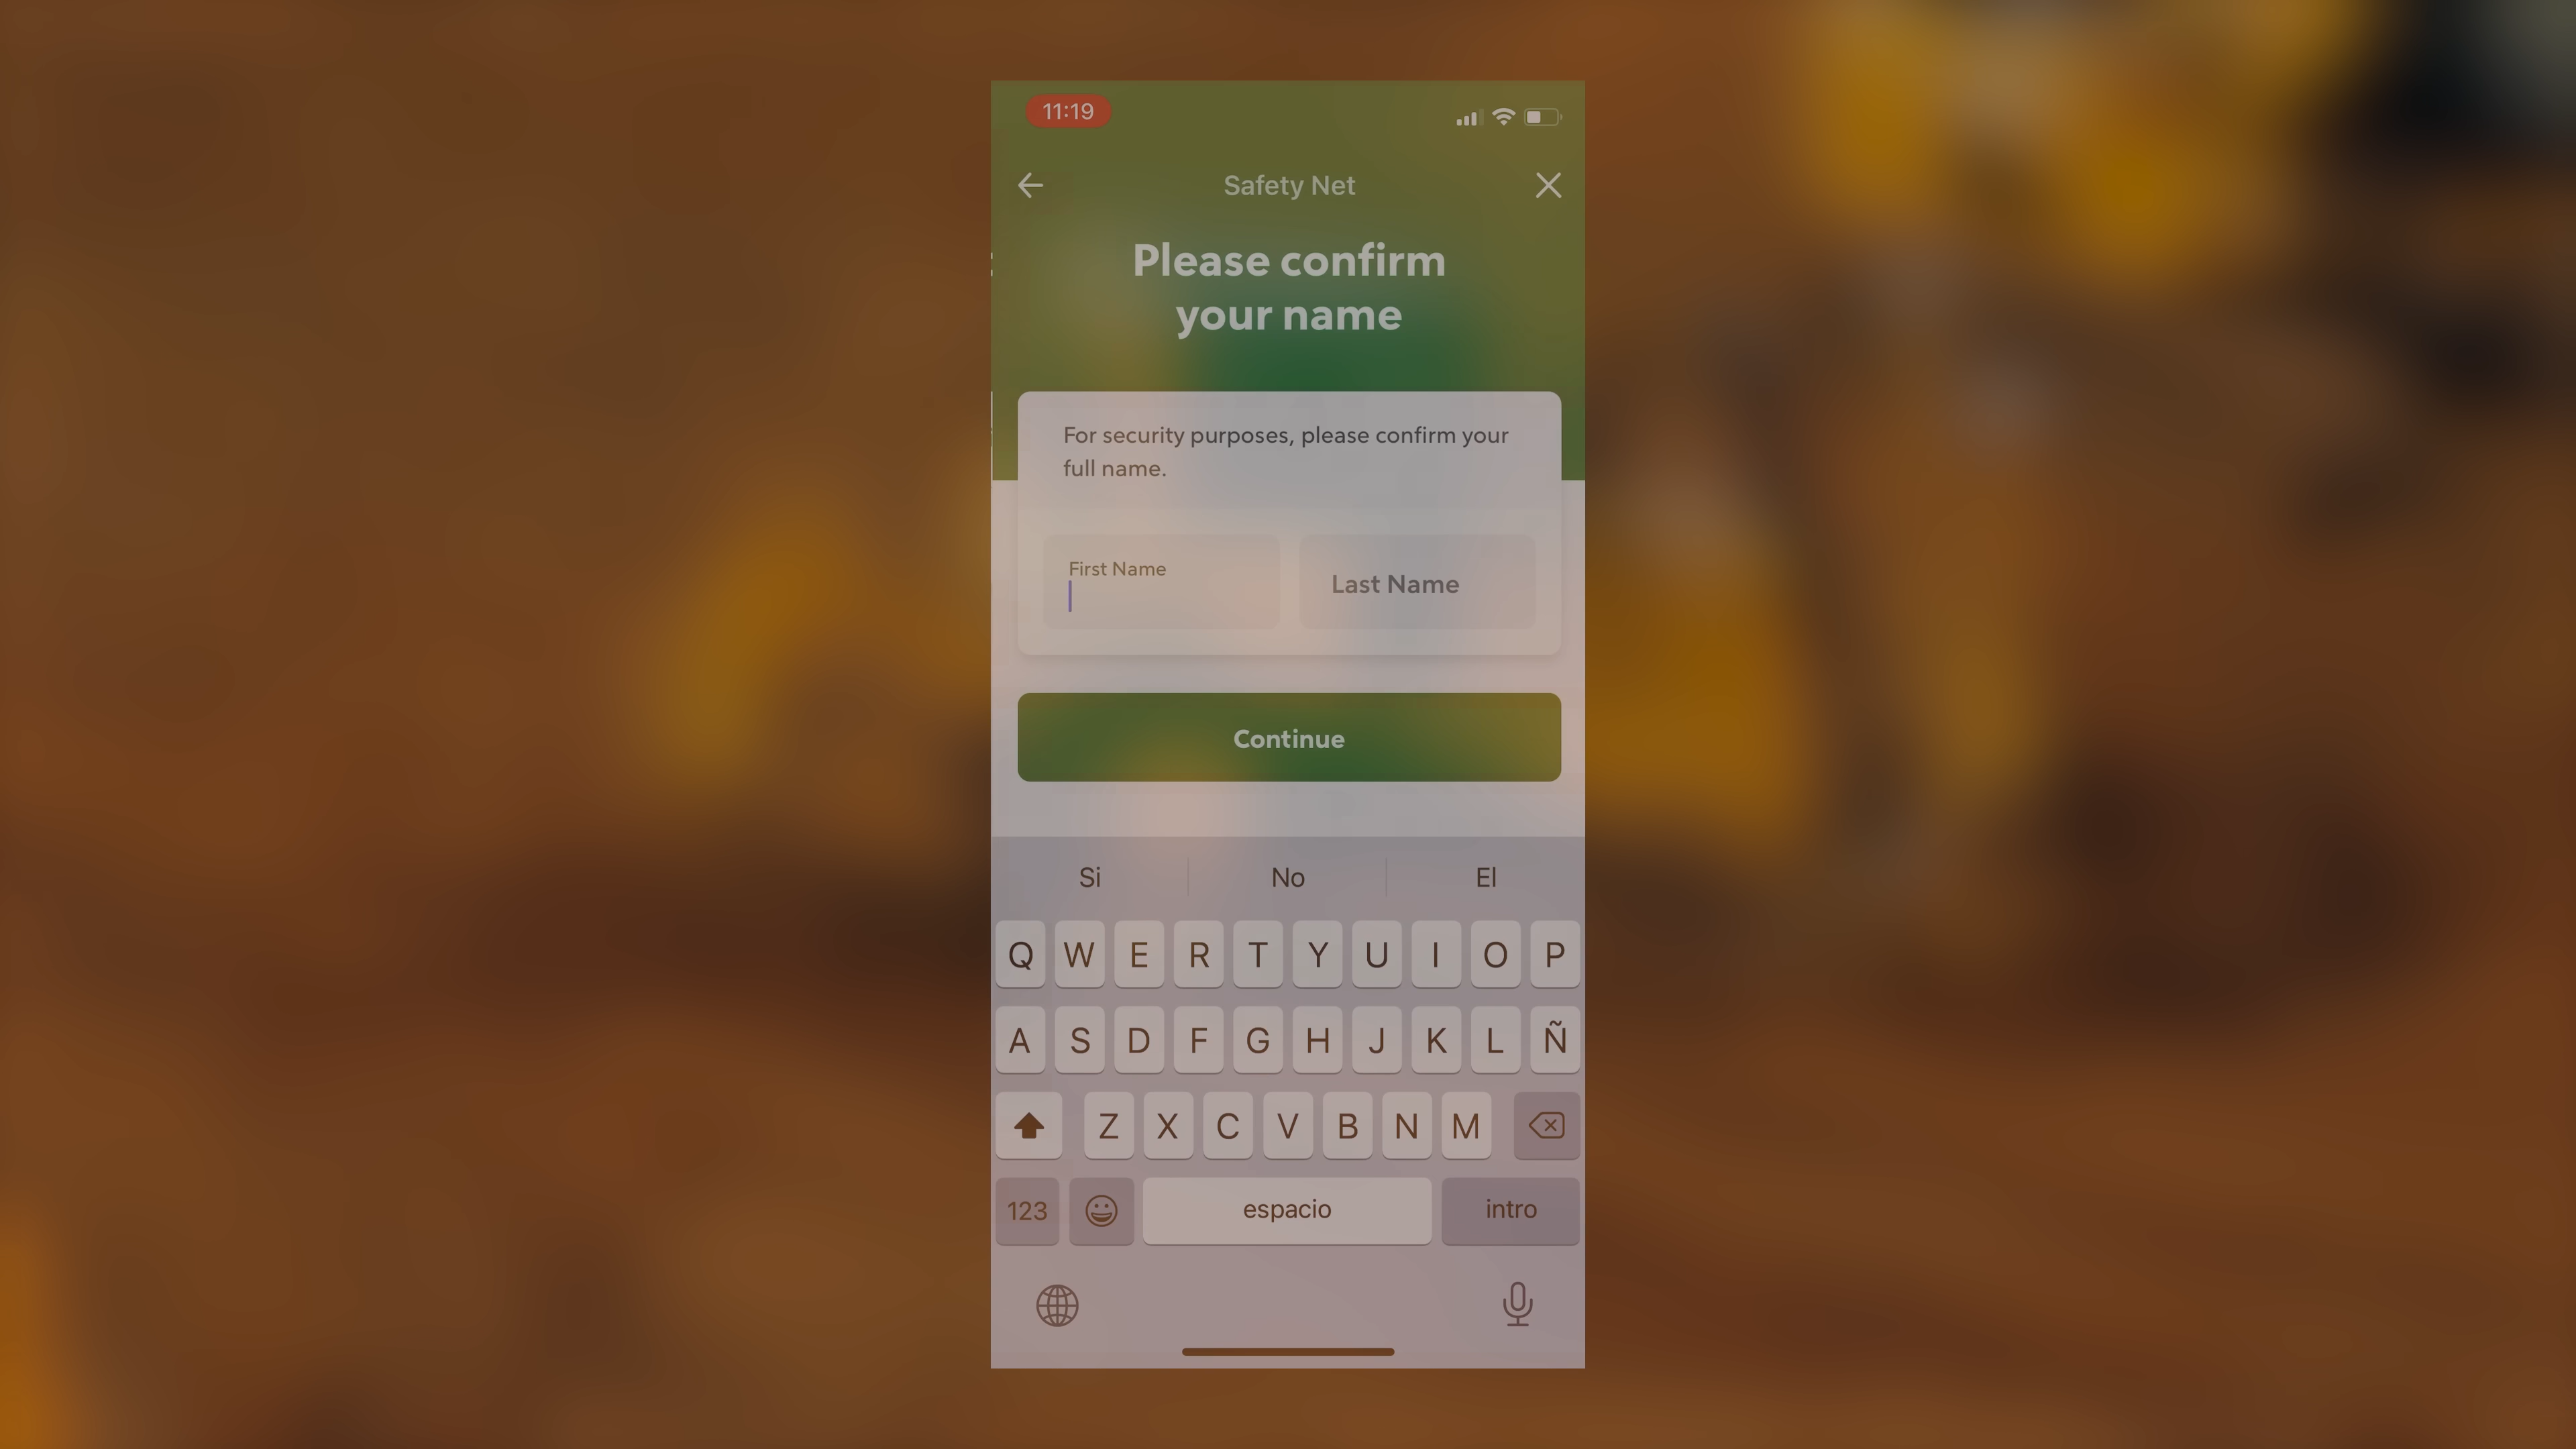 11:19
Safety Net
Please confirm
your name
For security purposes, please confirm your
full name.
First Name
Last Name
Continue
Si No El
Q W E R T Y U I O P
A S D F G H J K L Ñ
Z X C V B N M
123 espacio intro